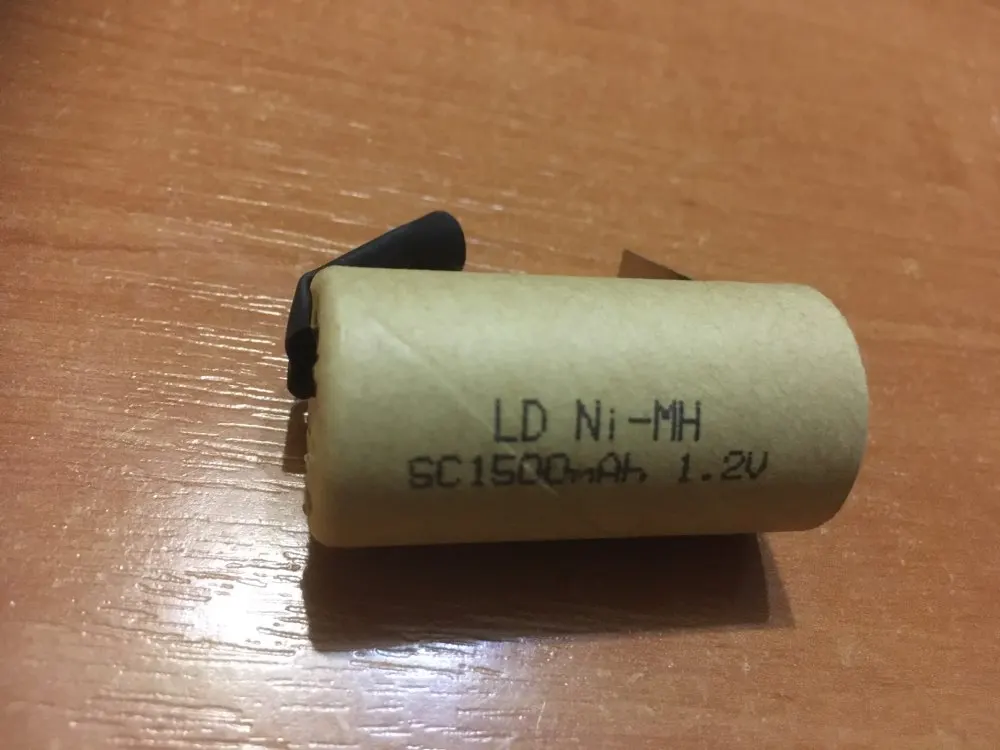 LD Ni-MH
SC1500mAh 1.2V